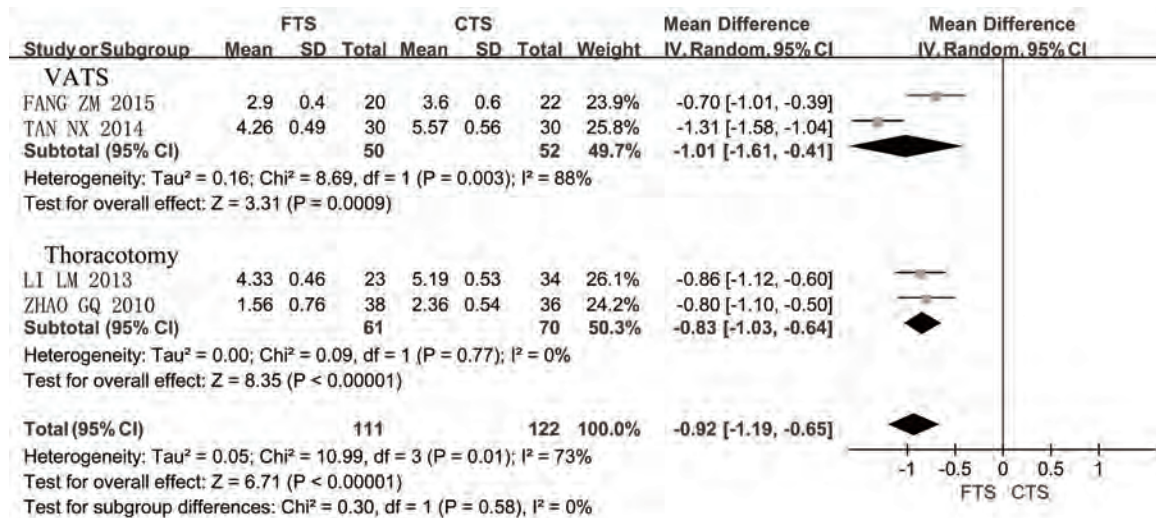 FTS CTS Mean Difference Mean Difference
Study or Subgroup Mean SD Total Mean SD Total Weight IV, Random, 95% CI IV, Random, 95% CI
VATS
FANG ZM 2015 2.9 0.4 20 3.6 0.6 22 23.9% -0.70 [-1.01, -0.39]
TAN NX 2014 4.26 0.49 30 5.57 0.56 30 25.8% -1.31 [-1.58, -1.04]
Subtotal (95% CI) 50 52 49.7% -1.01 [-1.61, -0.41]
Heterogeneity: Tau² = 0.16; Chi² = 8.69, df = 1 (P = 0.003); I² = 88%
Test for overall effect: Z = 3.31 (P = 0.0009)
Thoracotomy
LI LM 2013 4.33 0.46 23 5.19 0.53 34 26.1% -0.86 [-1.12, -0.60]
ZHAO GQ 2010 1.56 0.76 38 2.36 0.54 36 24.2% -0.80 [-1.10, -0.50]
Subtotal (95% CI) 61 70 50.3% -0.83 [-1.03, -0.64]
Heterogeneity: Tau² = 0.00; Chi² = 0.09, df = 1 (P = 0.77); I² = 0%
Test for overall effect: Z = 8.35 (P < 0.00001)
Total (95% CI) 111 122 100.0% -0.92 [-1.19, -0.65]
Heterogeneity: Tau² = 0.05; Chi² = 10.99, df = 3 (P = 0.01); I² = 73%
Test for overall effect: Z = 6.71 (P < 0.00001)
Test for subgroup differences: Chi² = 0.30, df = 1 (P = 0.58), I² = 0%
-1 -0.5 0 0.5 1
FTS CTS